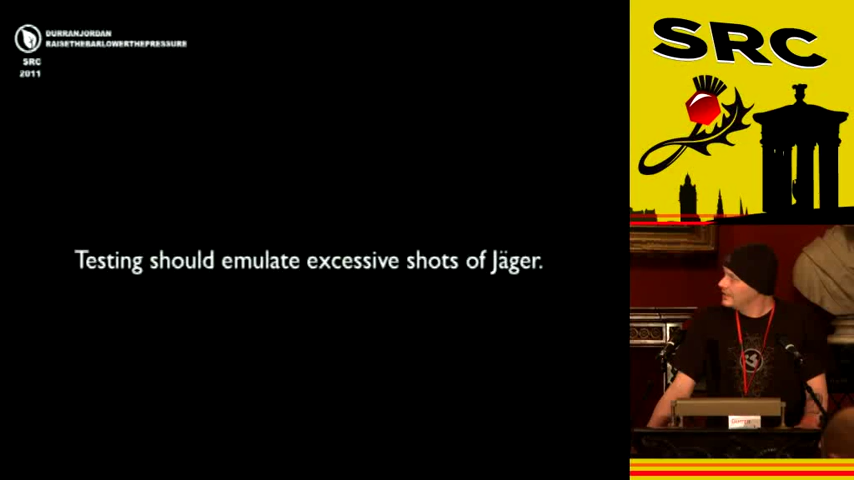 DURRANJORDAN
RAISETHEBARLOWERTHEPRESSURE
SRC
2011
Testing should emulate excessive shots of Jäger.
SRC